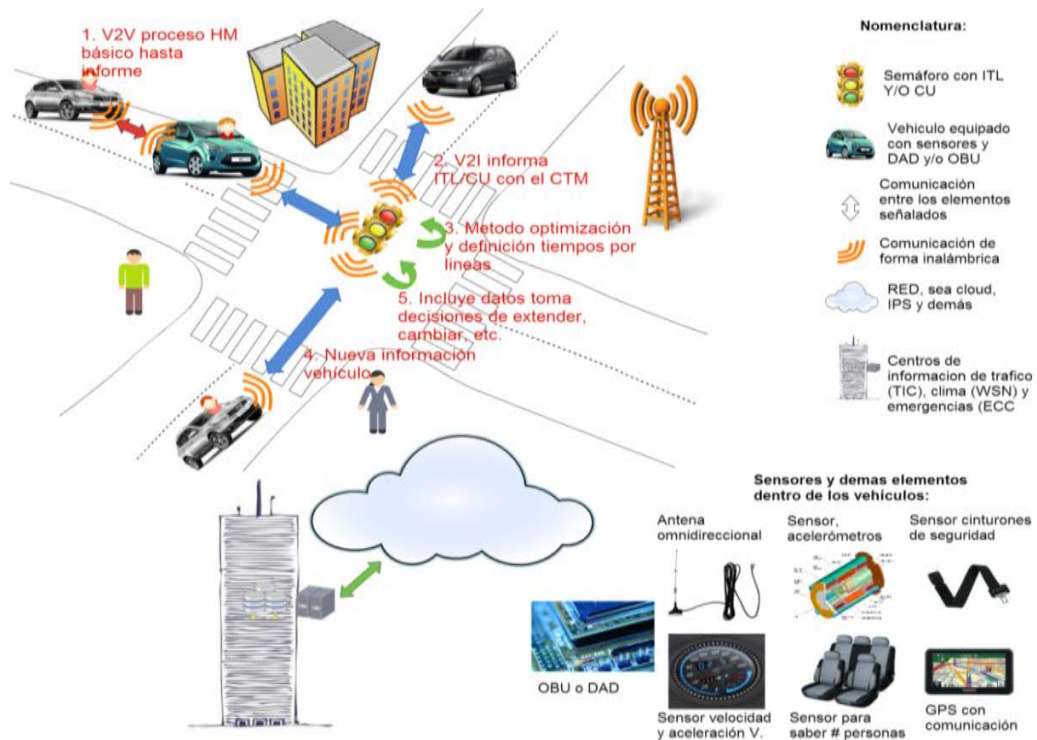 1. V2V proceso HM
básico hasta
informe
2. V2I informa
ITL/CU con el CTM
3. Metodo optimización
y definición tiempos por
lineas
5. Incluye datos toma
decisiones de extender,
cambiar, etc.
4. Nueva información
vehículo
Nomenclatura:
Semáforo con ITL
Y/O CU
Vehiculo equipado
con sensores y
DAD y/o OBU
Comunicación
entre los elementos
señalados
Comunicación de
forma inalámbrica
RED, sea cloud,
IPS y demás
Centros de
informacion de trafico
(TIC), clima (WSN) y
emergencias (ECC
Sensores y demas elementos
dentro de los vehículos:
Antena
omnidireccional
Sensor,
acelerómetros
Sensor cinturones
de seguridad
OBU o DAD
Sensor velocidad
y aceleración V.
Sensor para
saber # personas
GPS con
comunicación